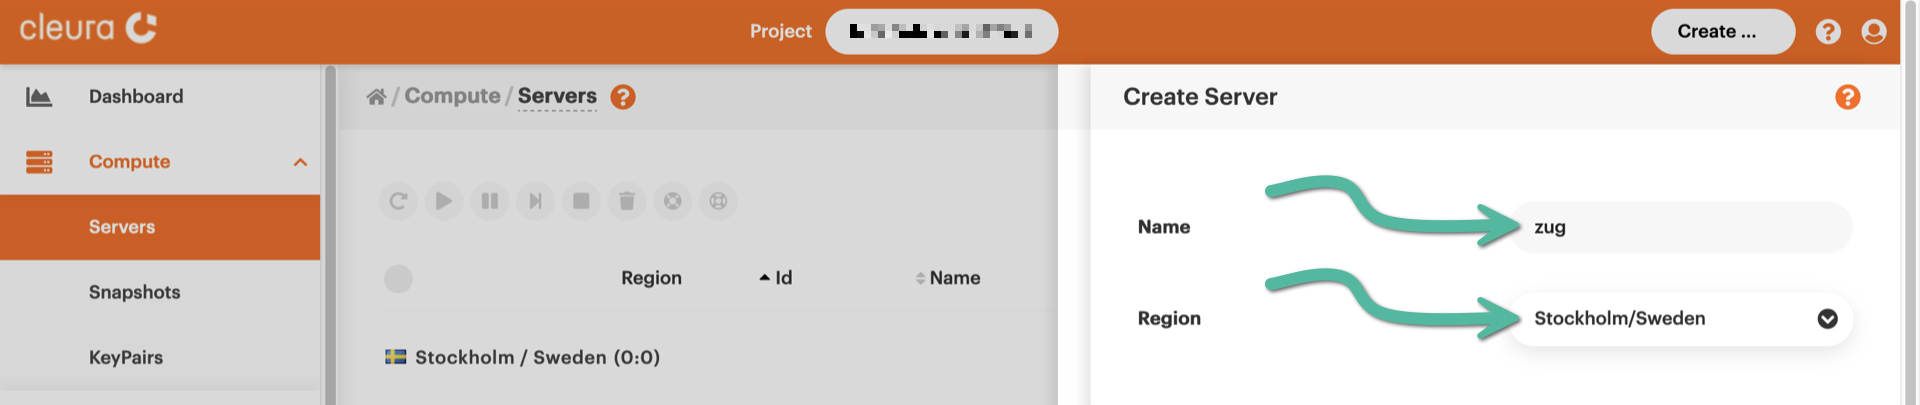 cleura
Project
Create ...
?
Dashboard
/ Compute / Servers ?
Create Server
?
Compute
Servers
Name
zug
Region
Id
Name
Snapshots
Region
Stockholm/Sweden
KeyPairs
Stockholm / Sweden (0:0)